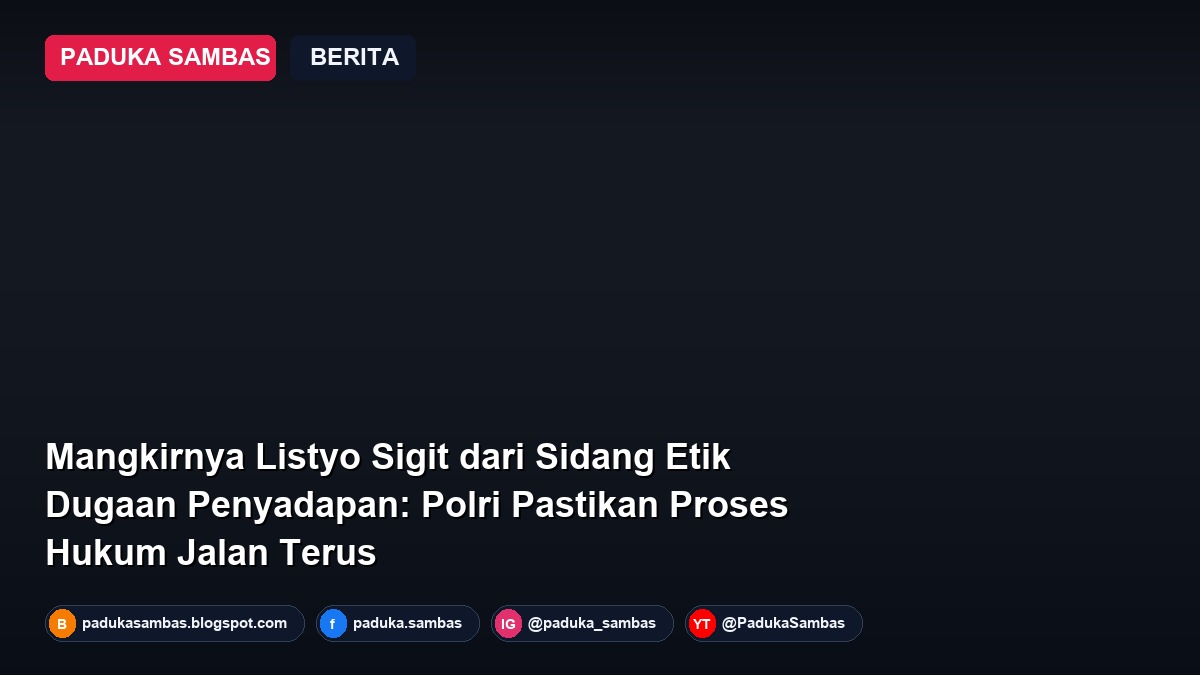 PADUKA SAMBAS BERITA
Mangkirnya Listyo Sigit dari Sidang Etik
Dugaan Penyadapan: Polri Pastikan Proses
Hukum Jalan Terus
B padukasambas.blogspot.com f paduka.sambas IG @paduka_sambas YT @PadukaSambas